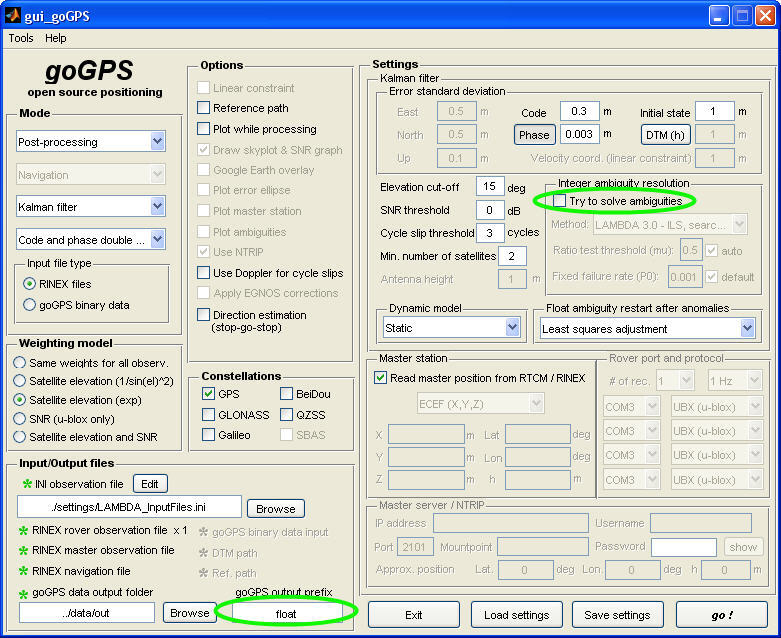 gui_goGPS
Tools Help
goGPS
open source positioning
Mode
Post-processing
Navigation
Kalman filter
Code and phase double ...
Input file type
RINEX files
goGPS binary data
Weighting model
Same weights for all observ.
Satellite elevation (1/sin(el)^2)
Satellite elevation (exp)
SNR (u-blox only)
Satellite elevation and SNR
Options
Linear constraint
Reference path
Plot while processing
Draw skyplot & SNR graph
Google Earth overlay
Plot error ellipse
Plot master station
Plot ambiguities
Use NTRIP
Use Doppler for cycle slips
Apply EGNOS corrections
Direction estimation
(stop-go-stop)
Constellations
GPS BeiDou
GLONASS QZSS
Galileo SBAS
Input/Output files
INI observation file Edit
../settings/LAMBDA_InputFiles.ini Browse
RINEX rover observation file x 1 goGPS binary data input
RINEX master observation file DTM path
RINEX navigation file Ref. path
goGPS data output folder goGPS output prefix
../data/out Browse float
Settings
Kalman filter
Error standard deviation
East 0.5 m Code 0.3 m Initial state 1 m
North 0.5 m Phase 0.003 m DTM (h) 1 m
Up 0.1 m Velocity coord. (linear constraint) 1 m
Elevation cut-off 15 deg
SNR threshold 0 dB
Cycle slip threshold 3 cycles
Min. number of satellites 2
Antenna height 1 m
Integer ambiguity resolution
Try to solve ambiguities
Method: LAMBDA 3.0 - ILS, searc...
Ratio test threshold (mu): 0.5 auto
Fixed failure rate (P0): 0.001 default
Dynamic model
Static
Float ambiguity restart after anomalies
Least squares adjustment
Master station
Read master position from RTCM / RINEX
ECEF (X,Y,Z)
X m Lat deg
Y m Lon deg
Z m h m
Rover port and protocol
# of rec. 1 1 Hz
COM3 UBX (u-blox)
COM3 UBX (u-blox)
COM3 UBX (u-blox)
COM3 UBX (u-blox)
Master server / NTRIP
IP address Username
Port 2101 Mountpoint Password show
Approx. position Lat. 0 deg Lon. 0 deg h 0 m
Exit Load settings Save settings go !